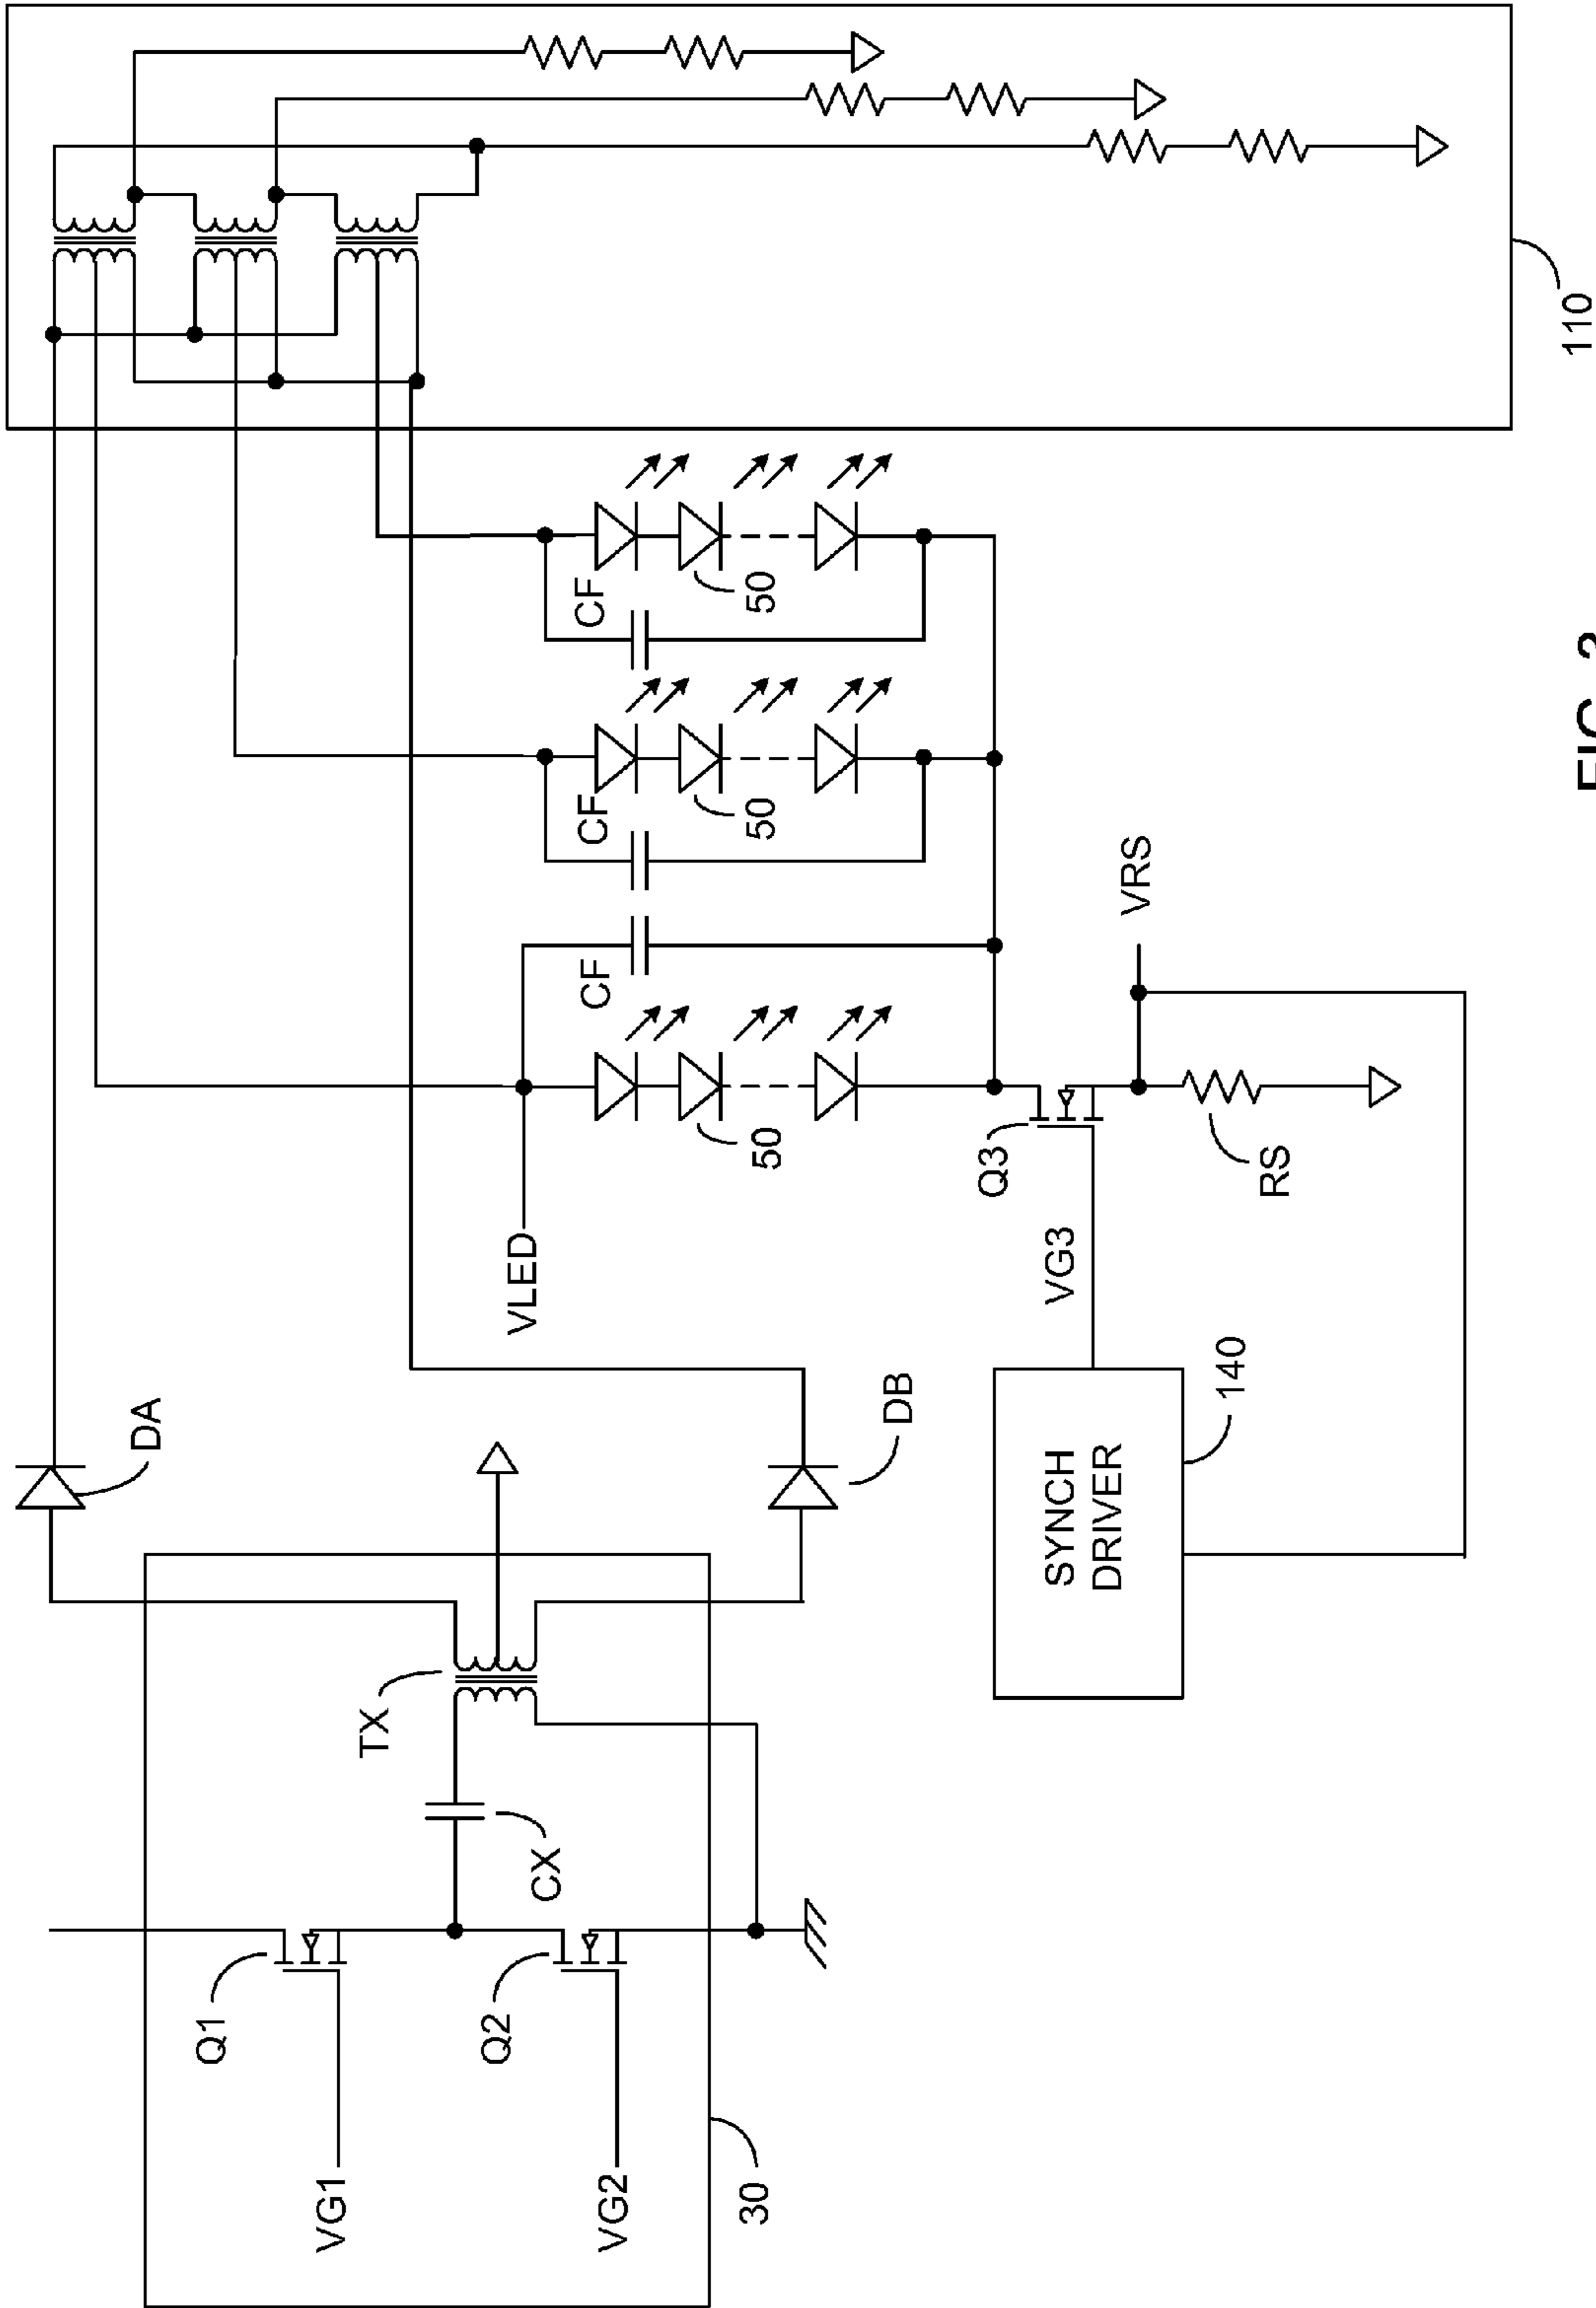 DA
Q1
VG1
TX
Q2
VLED
CX
CF
CF
CF
VG2
30
50
50
50
DB
Q3
VG3
SYNCH
DRIVER
VRS
140
RS
110
FIG.